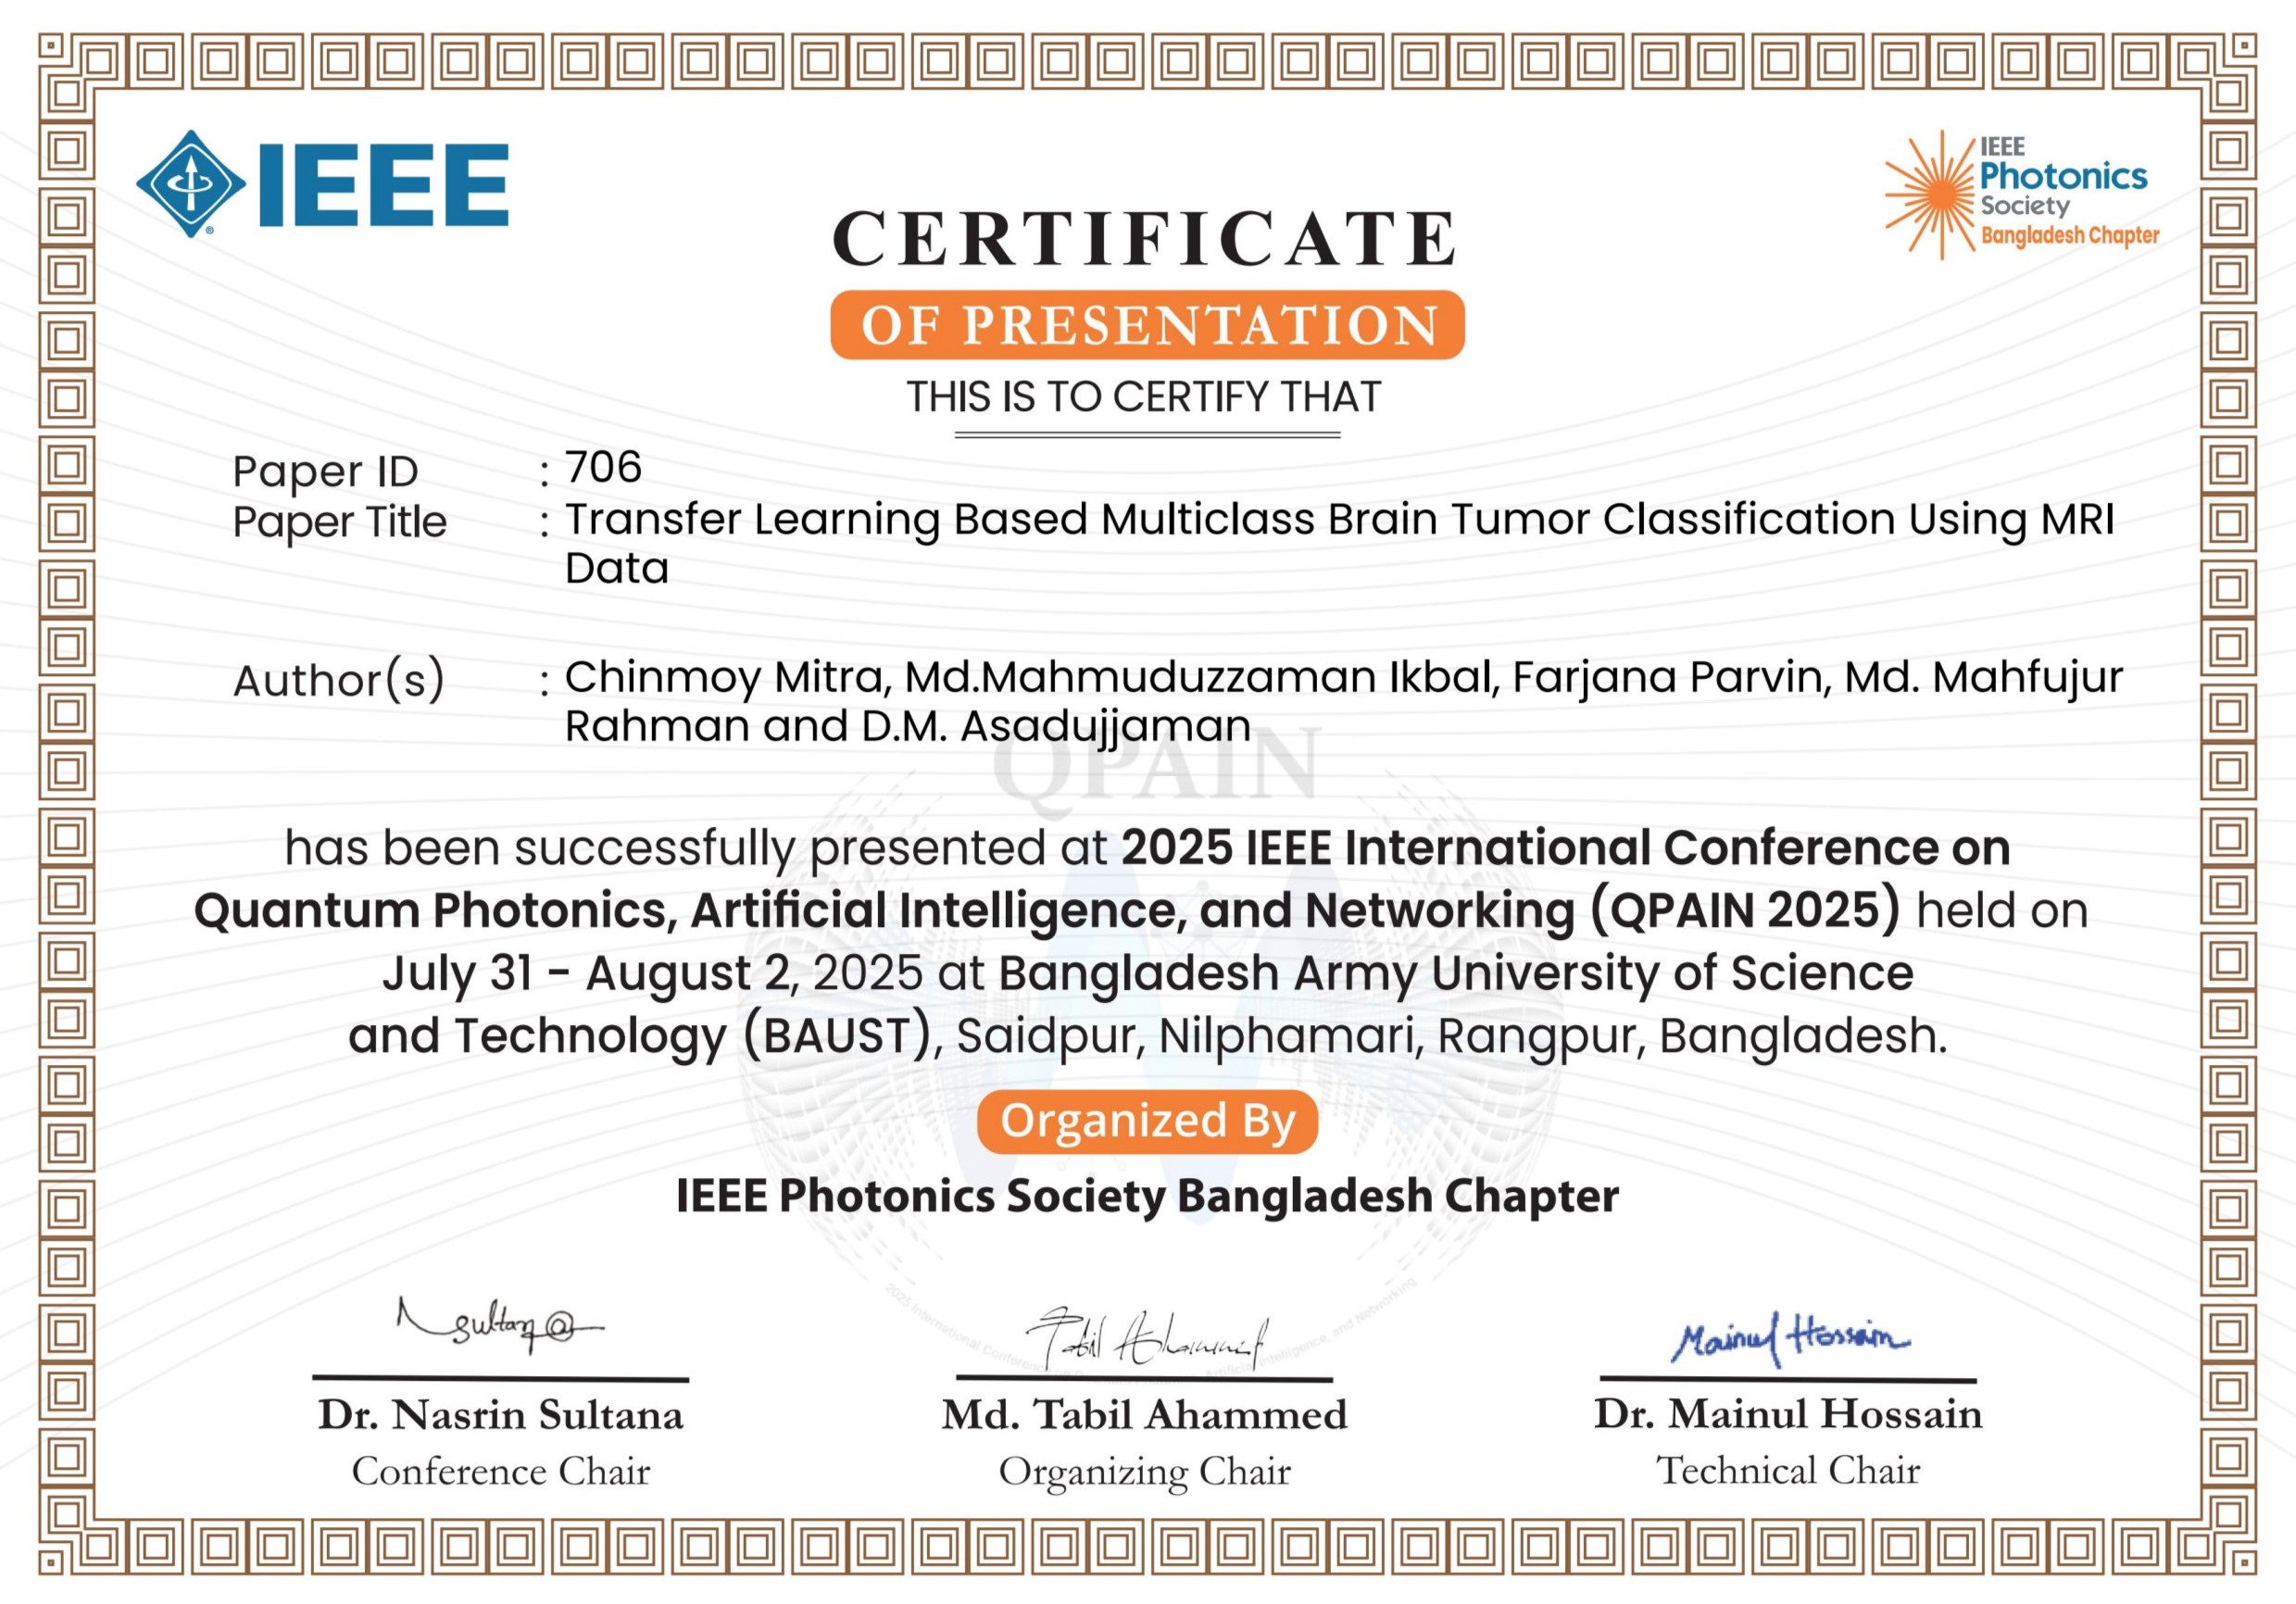 IEEE
IEEE
Photonics
Society
Bangladesh Chapter
CERTIFICATE
OF PRESENTATION
THIS IS TO CERTIFY THAT
Paper ID : 706
Paper Title : Transfer Learning Based Multiclass Brain Tumor Classification Using MRI
Data
Author(s) : Chinmoy Mitra, Md.Mahmuduzzaman Ikbal, Farjana Parvin, Md. Mahfujur
Rahman and D.M. Asadujjaman
QPAIN
has been successfully presented at 2025 IEEE International Conference on
Quantum Photonics, Artificial Intelligence, and Networking (QPAIN 2025) held on
July 31 - August 2, 2025 at Bangladesh Army University of Science
and Technology (BAUST), Saidpur, Nilphamari, Rangpur, Bangladesh.
Organized By
IEEE Photonics Society Bangladesh Chapter
2025 International Conference on Artificial Intelligence, and Networking
Nsultana
Tabil Ahammed
Mainul Hossain
Dr. Nasrin Sultana
Conference Chair
Md. Tabil Ahammed
Organizing Chair
Dr. Mainul Hossain
Technical Chair